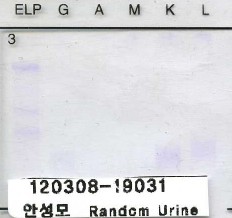 ELP G A M K L
3
120308-19031
안성모 Random Urine